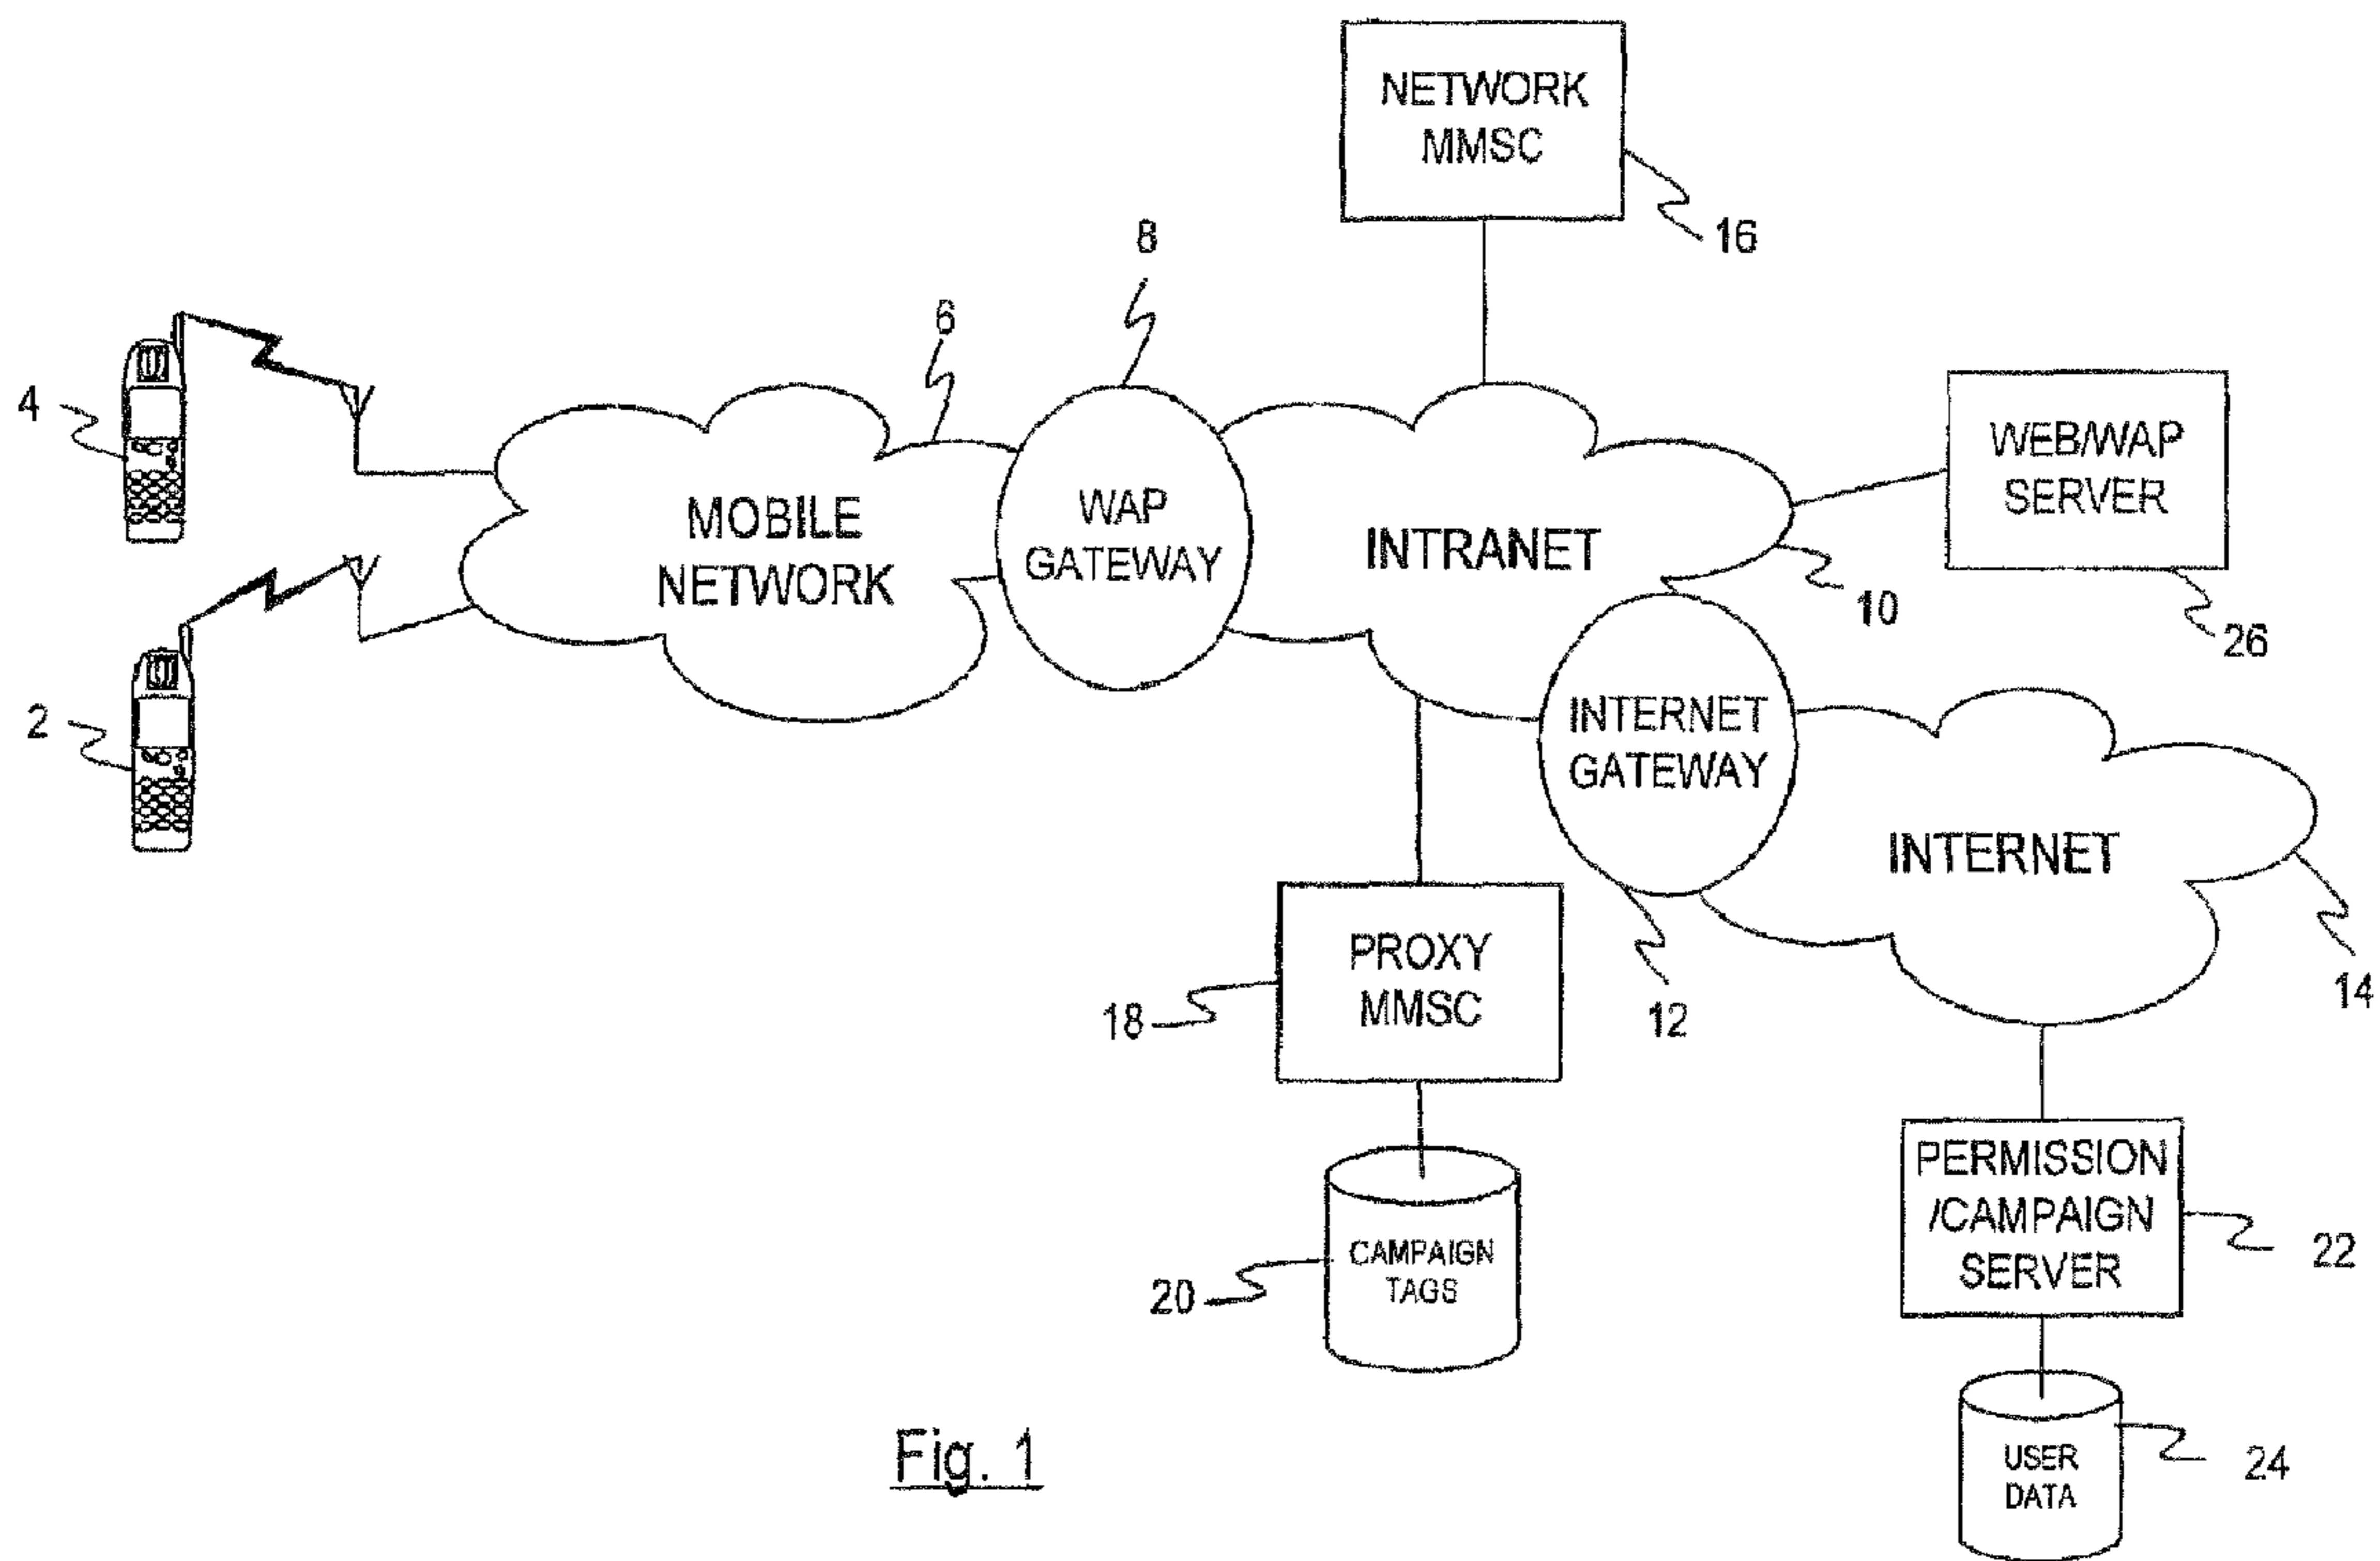 NETWORK
MMSC
16
8
6
4
WEB/WAP
SERVER
26
MOBILE
NETWORK
WAP
GATEWAY
INTRANET
10
2
INTERNET
GATEWAY
INTERNET
14
PROXY
MMSC
18
12
CAMPAIGN
TAGS
20
PERMISSION
/CAMPAIGN
SERVER
22
USER
DATA
24
Fig. 1